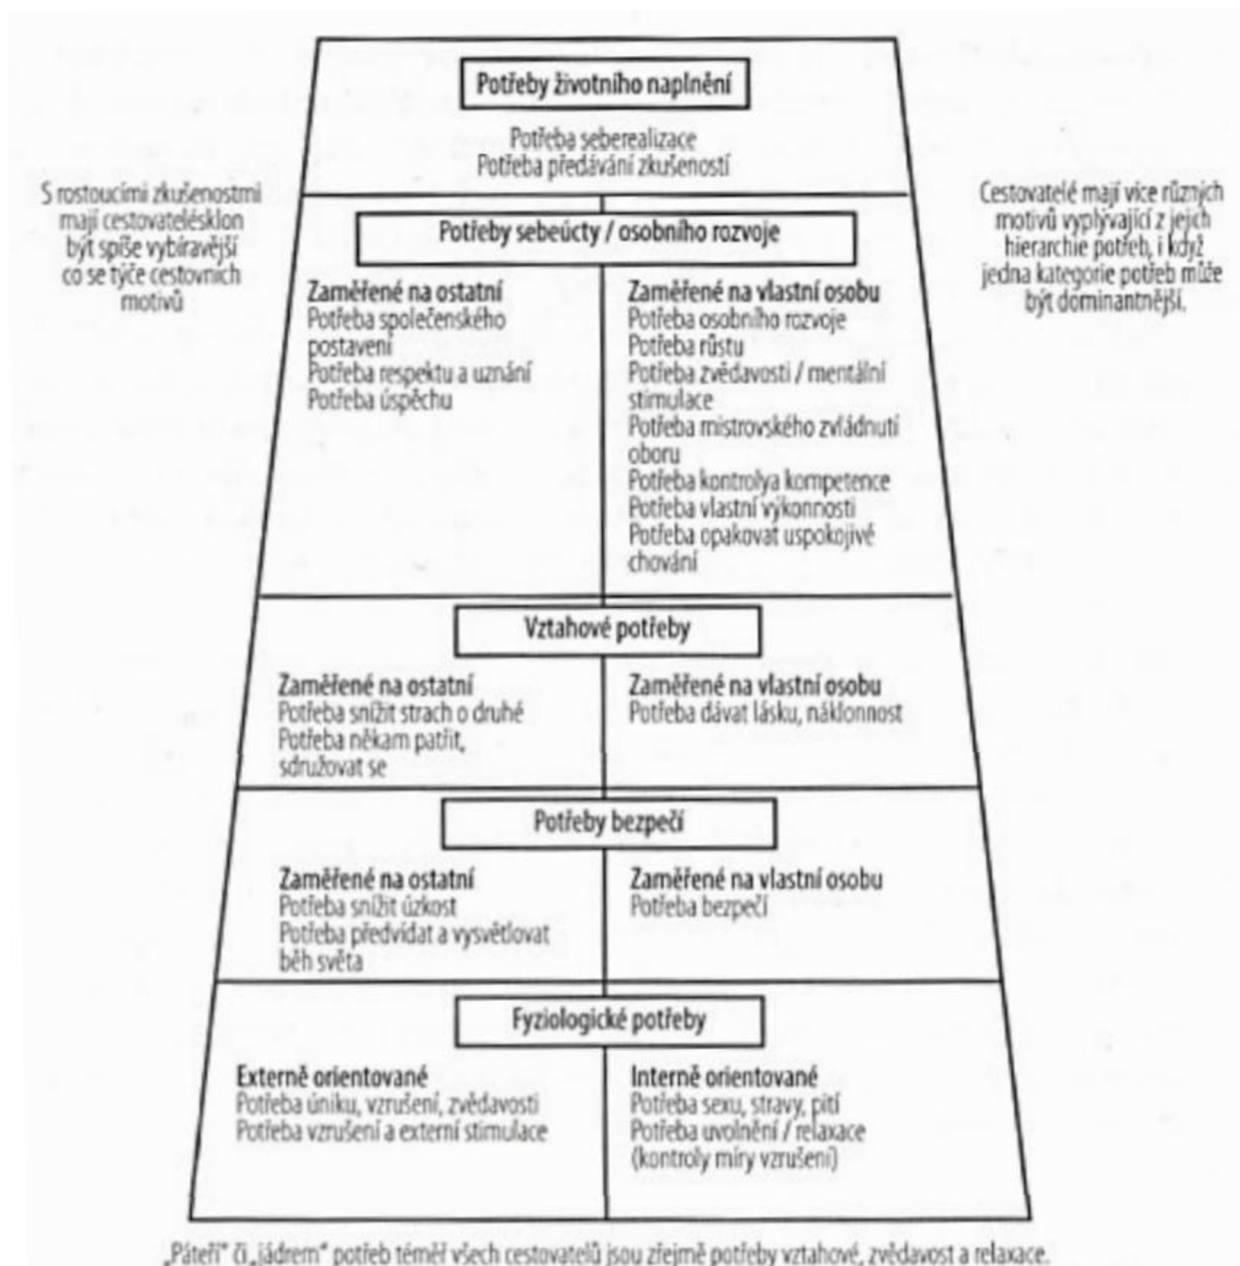 Potřeby životního naplnění
Potřeba seberealizace
Potřeba předávání zkušeností
S rostoucími zkušenostmi
mají cestovatelésklon
být spíše vybíravější
co se týče cestovních
motivů
Cestovatelé mají více různých
motivů vyplývající z jejich
hierarchie potřeb, i když
jedna kategorie potřeb může
být dominantnější.
Potřeby sebeúcty / osobního rozvoje
Zaměřené na ostatní
Potřeba společenského
postavení
Potřeba respektu a uznání
Potřeba úspěchu
Zaměřené na vlastní osobu
Potřeba osobního rozvoje
Potřeba růstu
Potřeba zvědavosti / mentální
stimulace
Potřeba mistrovského zvládnutí
oboru
Potřeba kontrolya kompetence
Potřeba vlastní výkonnosti
Potřeba opakovat uspokojivé
chování
Vztahové potřeby
Zaměřené na ostatní
Potřeba snížit strach o druhé
Potřeba někam patřit,
sdružovat se
Zaměřené na vlastní osobu
Potřeba dávat lásku, náklonnost
Potřeby bezpečí
Zaměřené na ostatní
Potřeba snížit úzkost
Potřeba předvídat a vysvětlovat
běh světa
Zaměřené na vlastní osobu
Potřeba bezpečí
Fyziologické potřeby
Externě orientované
Potřeba úniku, vzrušení, zvědavosti
Potřeba vzrušení a externí stimulace
Interně orientované
Potřeba sexu, stravy, pití
Potřeba uvolnění / relaxace
(kontroly míry vzrušení)
„Páteří" či „jádrem" potřeb téměř všech cestovatelů jsou zřejmě potřeby vztahové, zvědavost a relaxace.